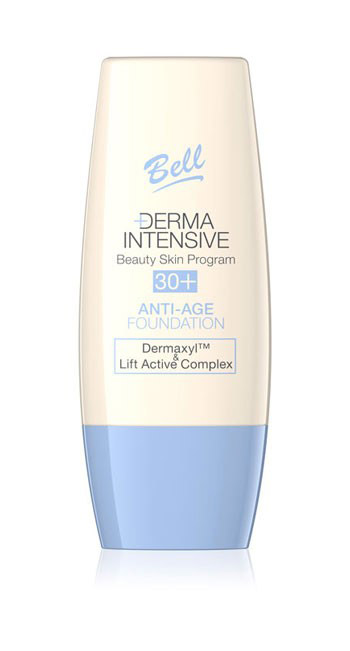 Bell
+DERMA
INTENSIVE
Beauty Skin Program
30+
ANTI-AGE
FOUNDATION
Dermaxyl™
&
Lift Active Complex